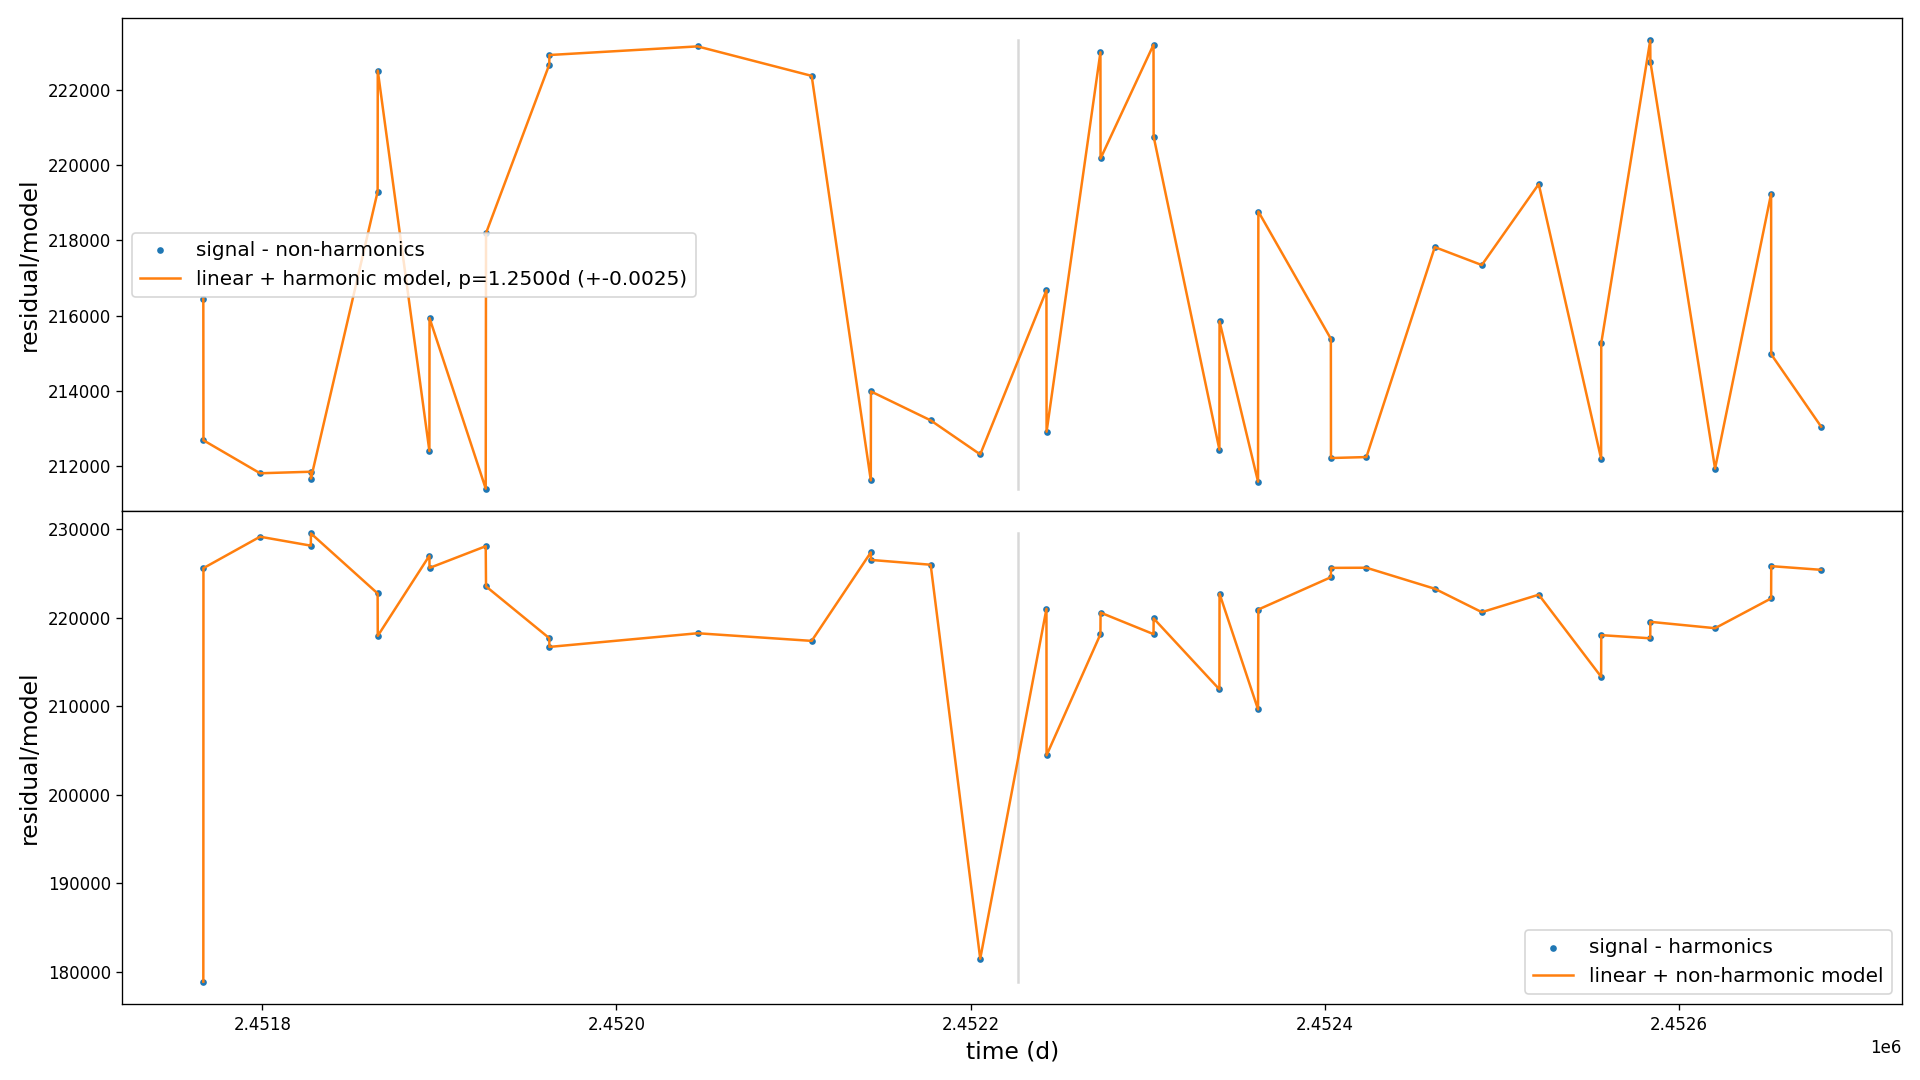 222000
220000
218000
216000
214000
212000
residual/model
signal - non-harmonics
linear + harmonic model, p=1.2500d (+-0.0025)
230000
220000
210000
200000
190000
180000
residual/model
signal - harmonics
linear + non-harmonic model
2.4518 2.4520 2.4522 2.4524 2.4526
time (d)
1e6